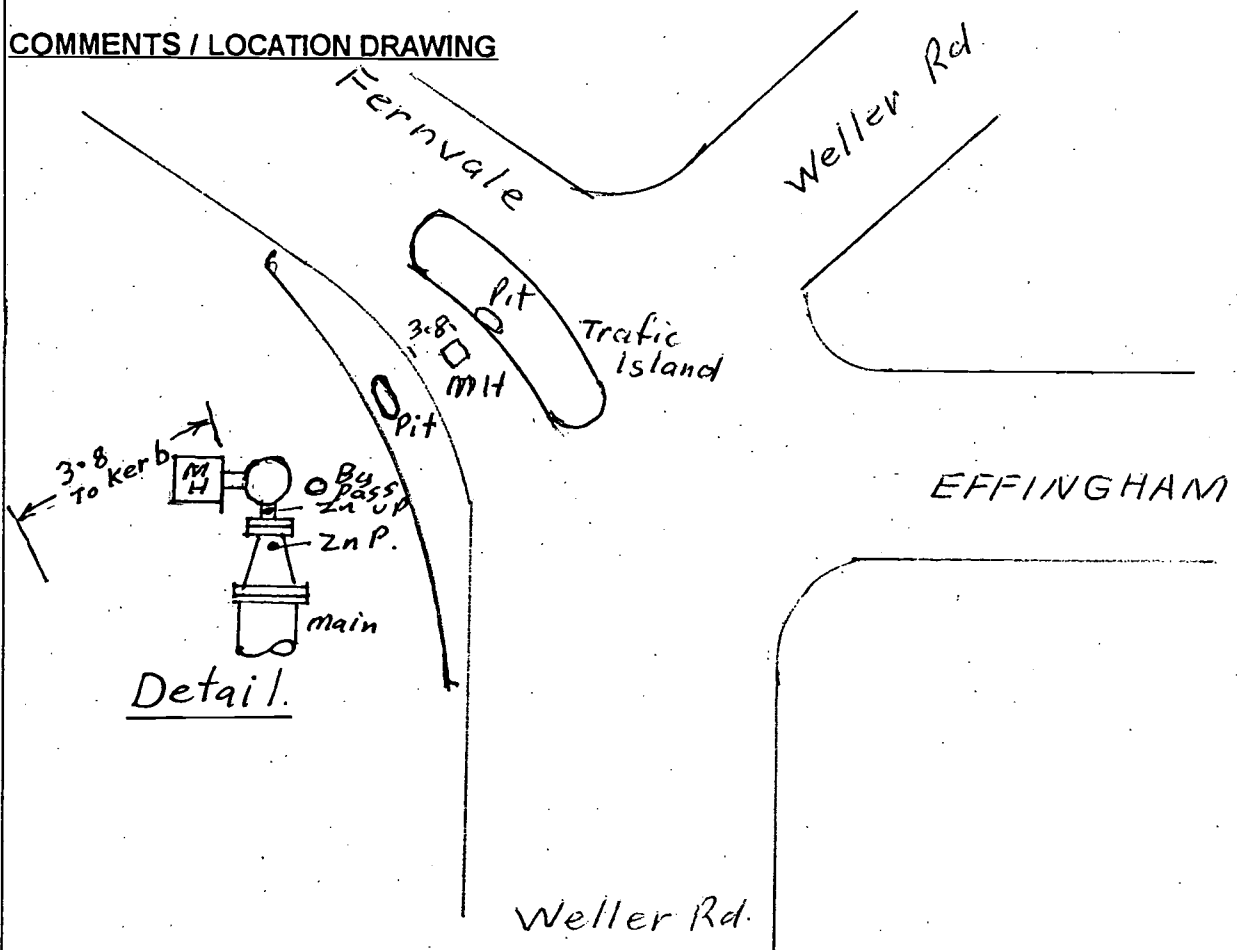 COMMENTS / LOCATION DRAWING
Fernvale
Weller Rd.
Pit
Trafic
Island
3.8
MH
Pit
3.8
To Kerb
M
H
By
Pass
Zn UP
Zn P.
main
Detail.
EFFINGHAM
Weller Rd.